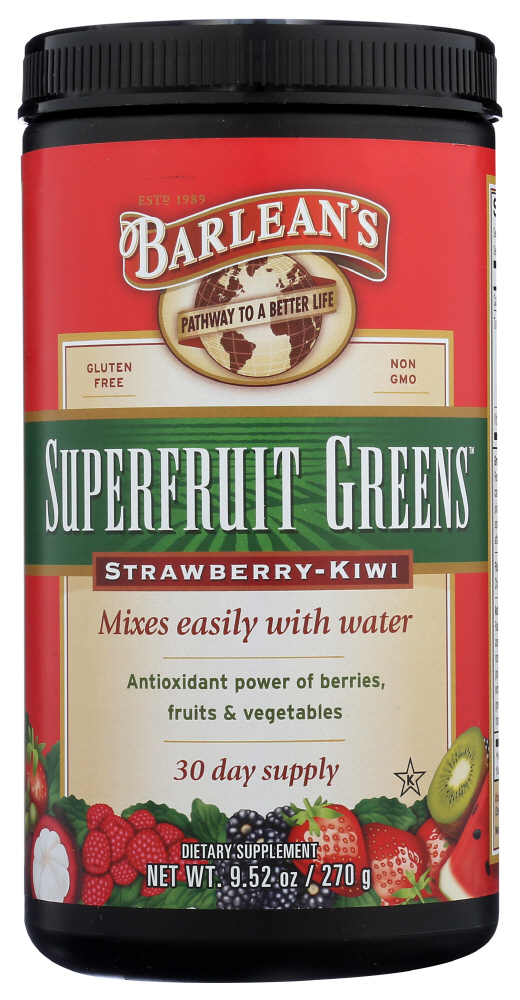 ESTD 1989
BARLEAN'S
PATHWAY TO A BETTER LIFE
GLUTEN
FREE
NON
GMO
SUPERFRUIT GREENS™
STRAWBERRY-KIWI
Mixes easily with water
Antioxidant power of berries,
fruits & vegetables
30 day supply
K
DIETARY SUPPLEMENT
NET WT. 9.52 oz / 270 g